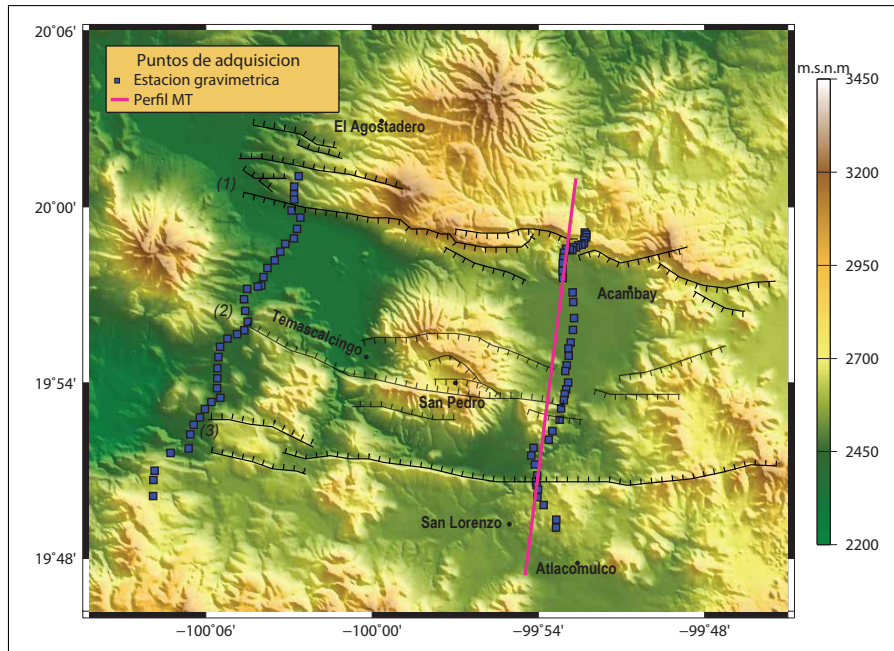 20°06'
20°00'
19°54'
19°48'
Puntos de adquisicion
Estacion gravimetrica
Perfil MT
El Agostadero
(1)
Acambay
(2)
Temascalcingo
San Pedro
(3)
San Lorenzo
Atlacomulco
−100°06'
−100°00'
−99°54'
−99°48'
m.s.n.m
3450
3200
2950
2700
2450
2200